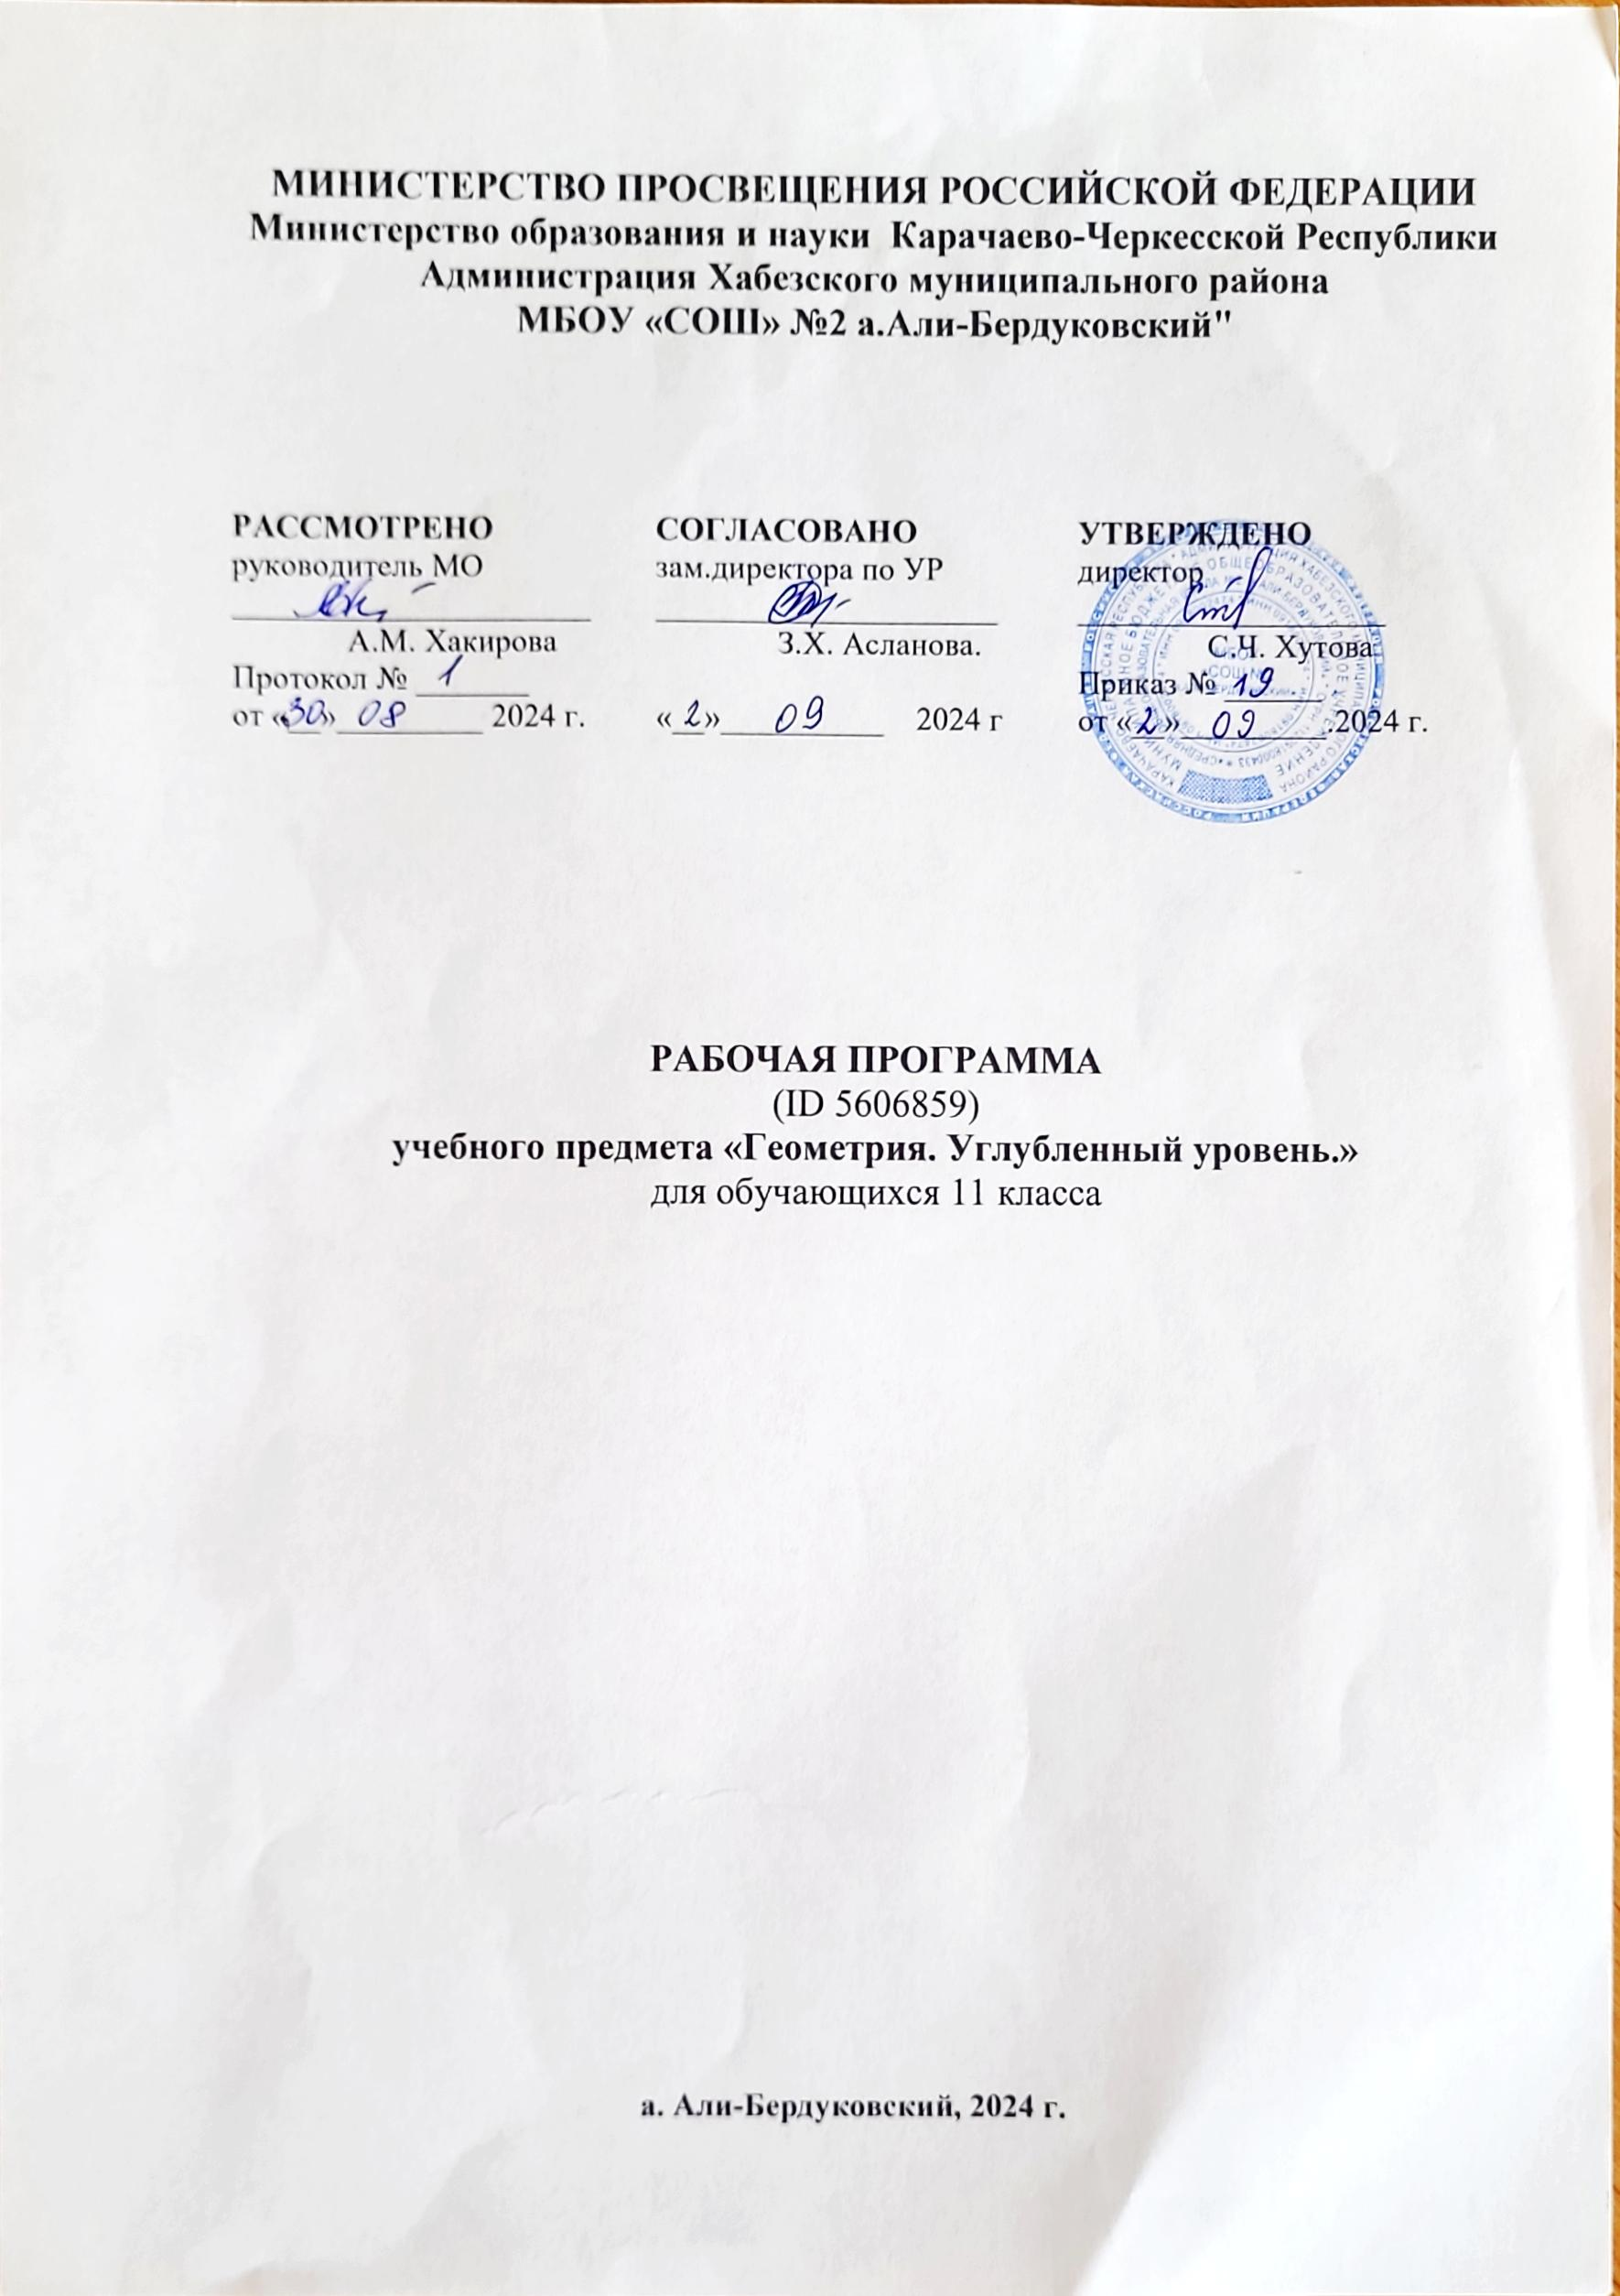 МИНИСТЕРСТВО ПРОСВЕЩЕНИЯ РОССИЙСКОЙ ФЕДЕРАЦИИ
Министерство образования и науки Карачаево-Черкесской Республики
Администрация Хабезского муниципального района
МБОУ «СОШ» №2 а.Али-Бердуковский"
РАССМОТРЕНО
руководитель МО
А.М. Хакирова
Протокол № 1
от «30» 08 2024 г.
СОГЛАСОВАНО
зам.директора по УР
З.Х. Асланова.
«2» 09 2024 г
УТВЕРЖДЕНО
директор
С.Ч. Хутова
Приказ № 19
от «2» 09 .2024 г.
РАБОЧАЯ ПРОГРАММА
(ID 5606859)
учебного предмета «Геометрия. Углубленный уровень.»
для обучающихся 11 класса
а. Али-Бердуковский, 2024 г.